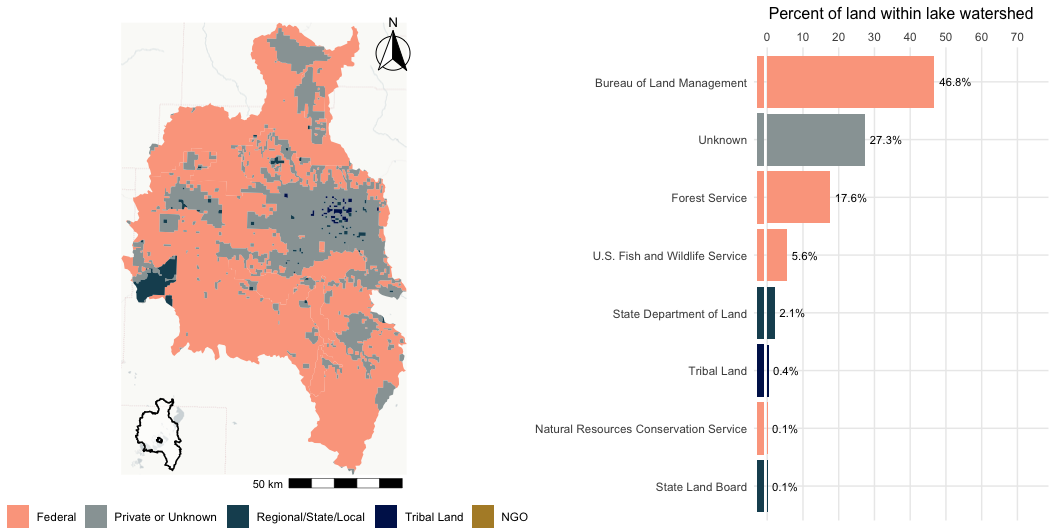 N
50 km
Federal
Private or Unknown
Regional/State/Local
Tribal Land
NGO
Percent of land within lake watershed
0 10 20 30 40 50 60 70
Bureau of Land Management 46.8%
Unknown 27.3%
Forest Service 17.6%
U.S. Fish and Wildlife Service 5.6%
State Department of Land 2.1%
Tribal Land 0.4%
Natural Resources Conservation Service 0.1%
State Land Board 0.1%